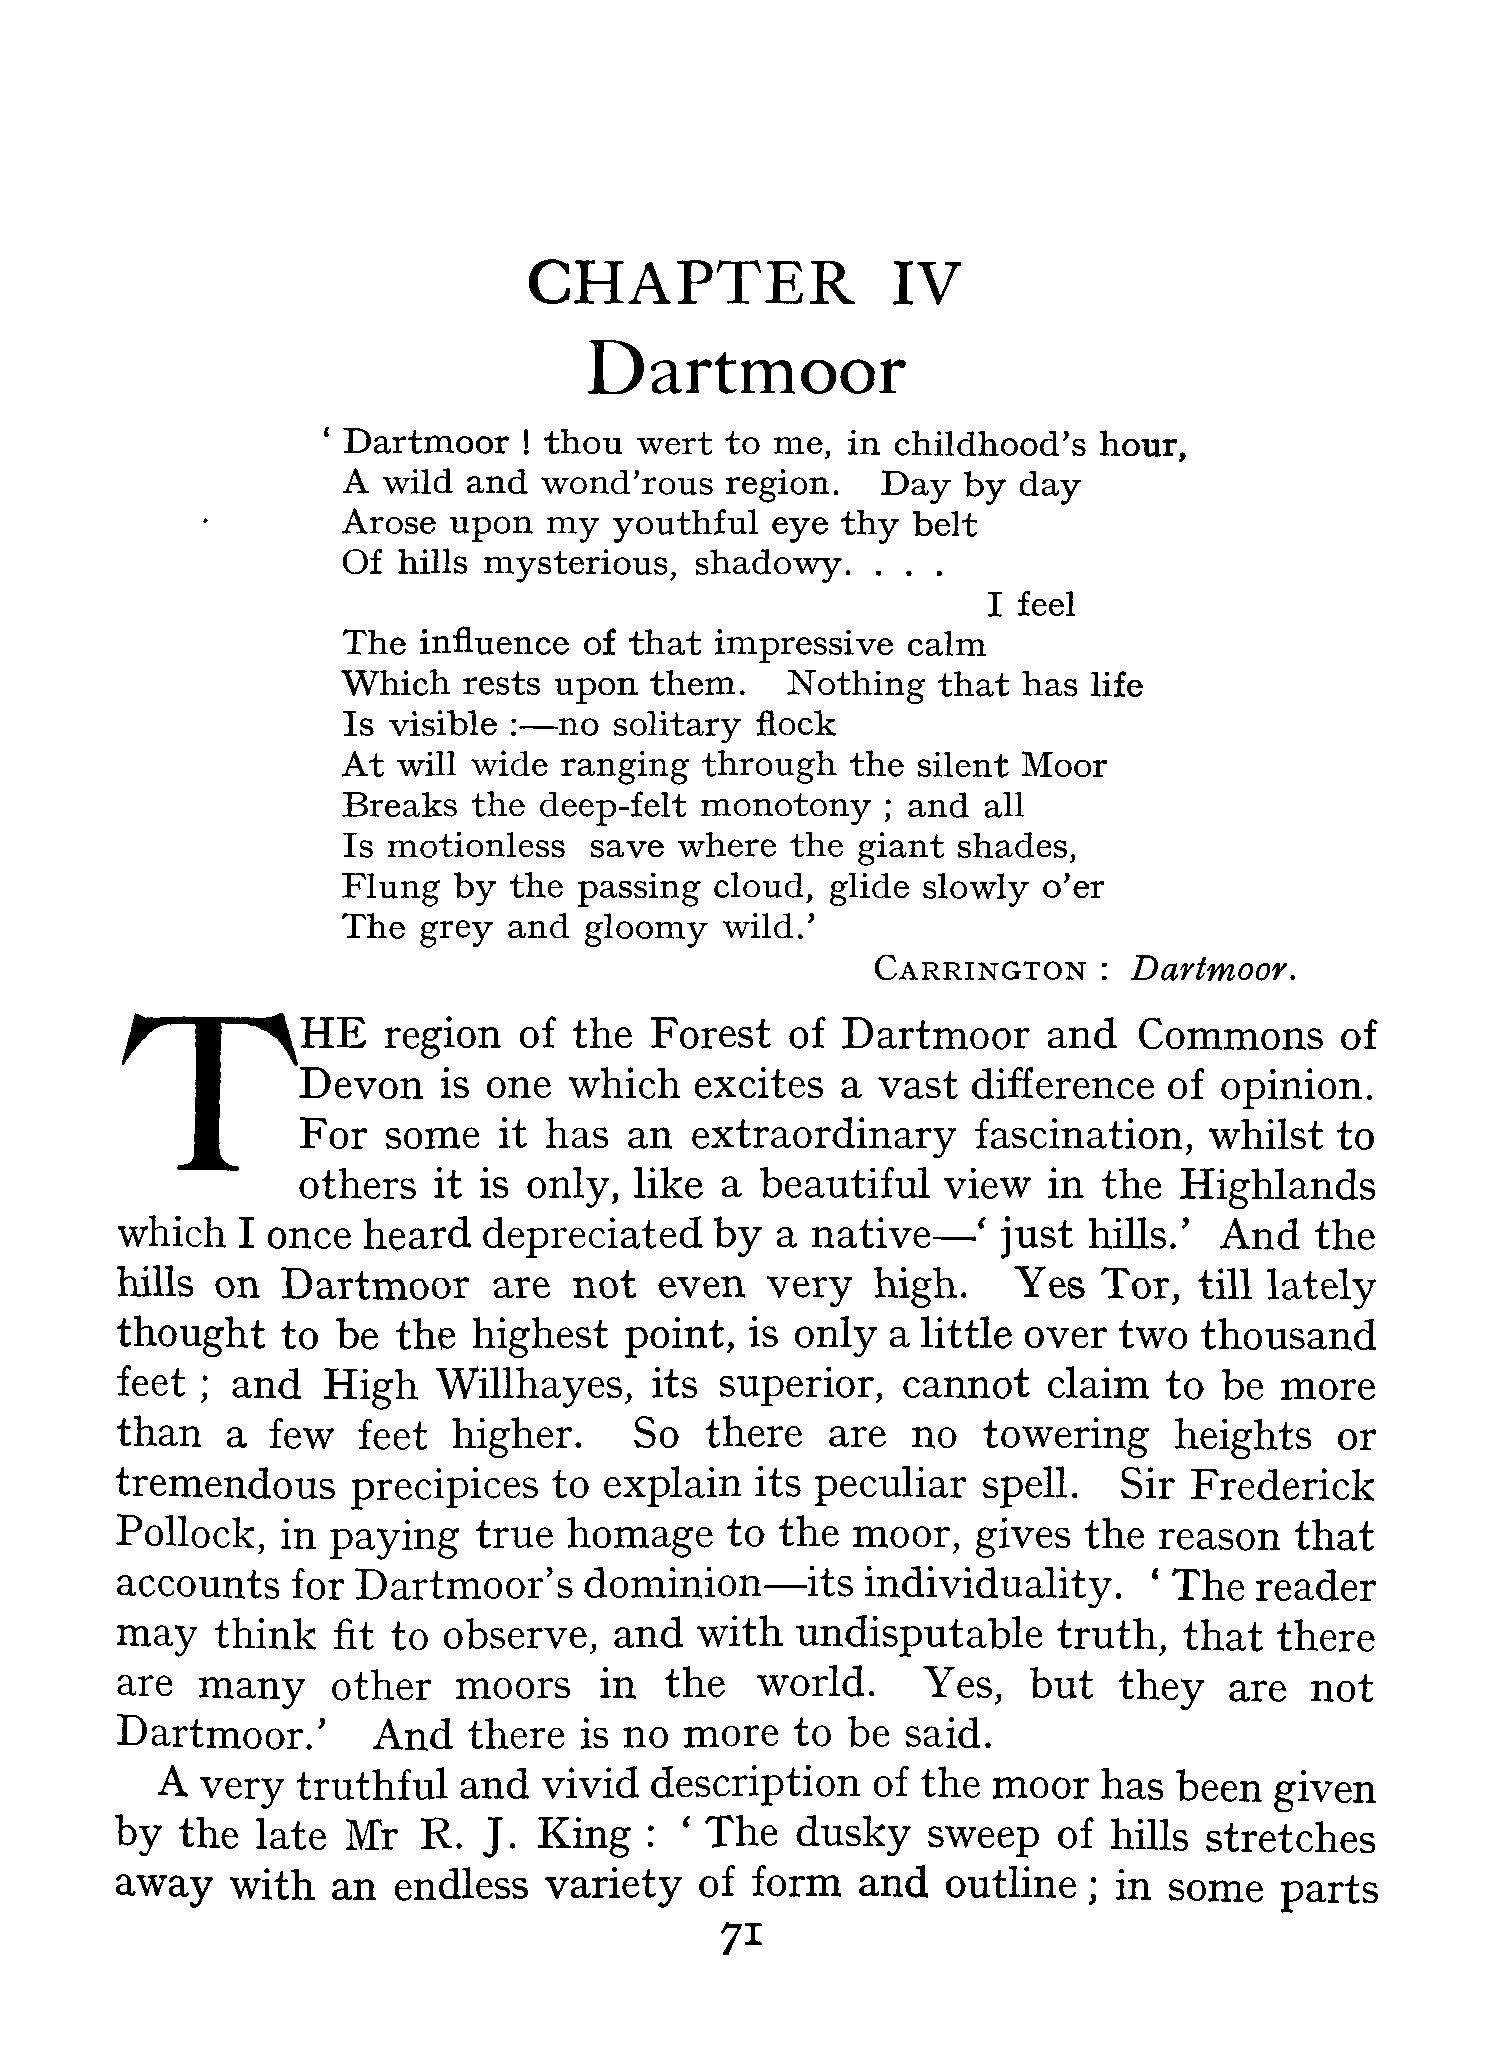 CHAPTER IV
Dartmoor
‘ Dartmoor ! thou wert to me, in childhood’s hour,
A wild and wond’rous region. Day by day
Arose upon my youthful eye thy belt
Of hills mysterious, shadowy. . . .
I feel
The influence of that impressive calm
Which rests upon them. Nothing that has life
Is visible :—no solitary flock
At will wide ranging through the silent Moor
Breaks the deep-felt monotony ; and all
Is motionless save where the giant shades,
Flung by the passing cloud, glide slowly o’er
The grey and gloomy wild.’
CARRINGTON : Dartmoor.
THE region of the Forest of Dartmoor and Commons of
Devon is one which excites a vast difference of opinion.
For some it has an extraordinary fascination, whilst to
others it is only, like a beautiful view in the Highlands
which I once heard depreciated by a native—‘ just hills.’ And the
hills on Dartmoor are not even very high. Yes Tor, till lately
thought to be the highest point, is only a little over two thousand
feet ; and High Willhayes, its superior, cannot claim to be more
than a few feet higher. So there are no towering heights or
tremendous precipices to explain its peculiar spell. Sir Frederick
Pollock, in paying true homage to the moor, gives the reason that
accounts for Dartmoor’s dominion—its individuality. ‘ The reader
may think fit to observe, and with undisputable truth, that there
are many other moors in the world. Yes, but they are not
Dartmoor.’ And there is no more to be said.
A very truthful and vivid description of the moor has been given
by the late Mr R. J. King : ‘ The dusky sweep of hills stretches
away with an endless variety of form and outline ; in some parts
71